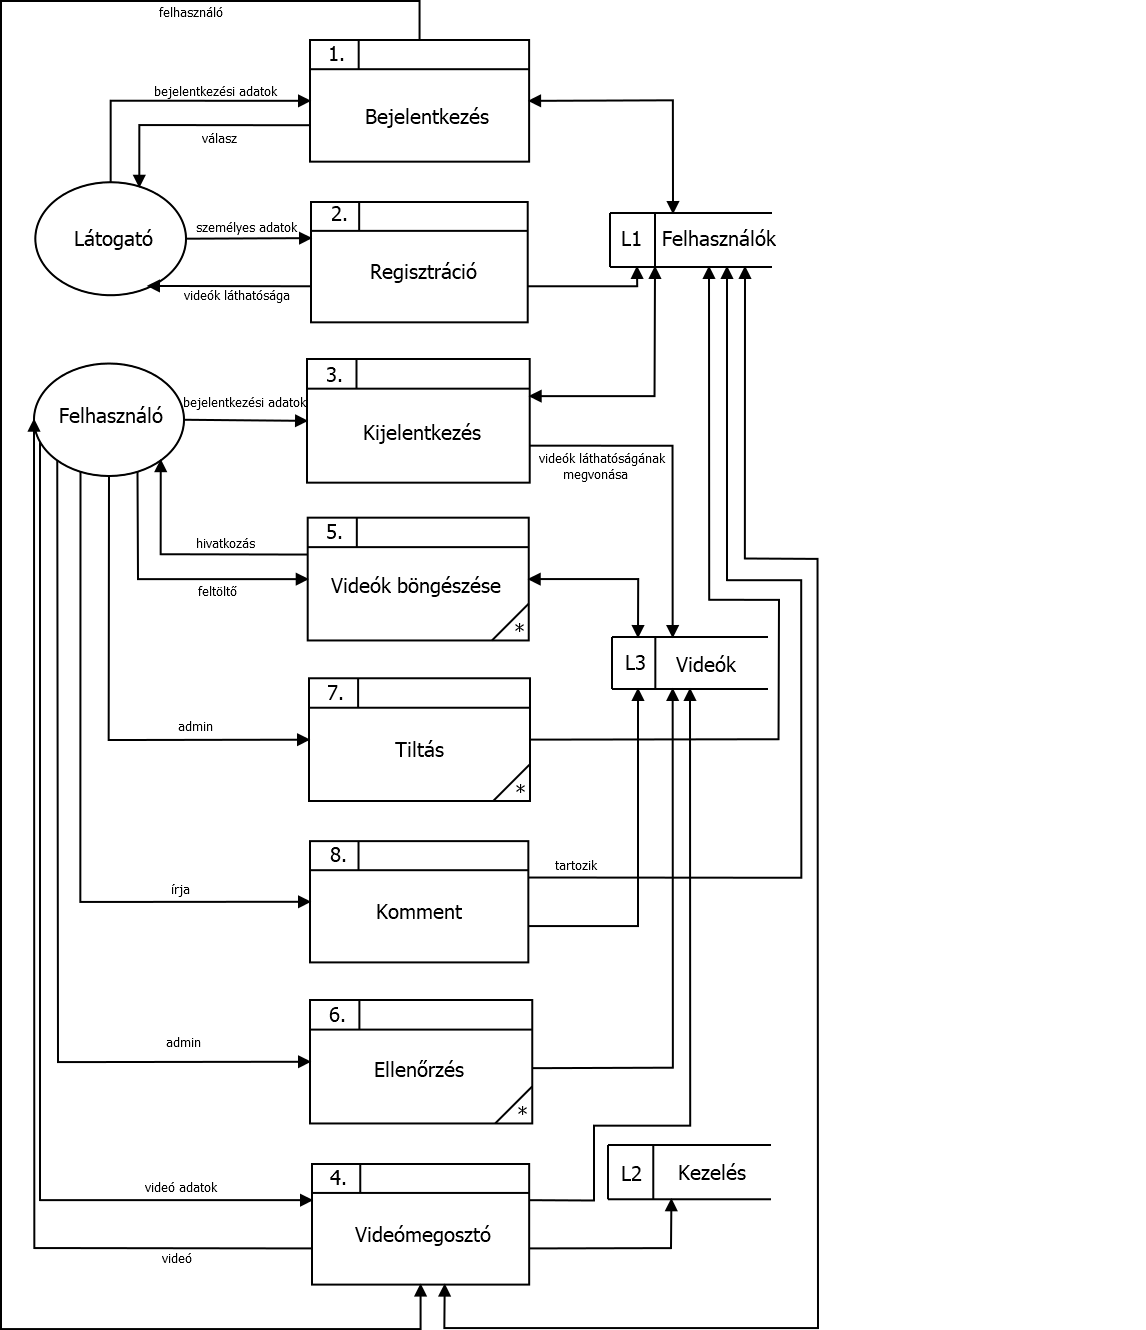 felhasználó
1.
bejelentkezési adatok
Bejelentkezés
válasz
2.
személyes adatok
Látogató
L1
Felhasználók
Regisztráció
videók láthatósága
3.
bejelentkezési adatok
Felhasználó
Kijelentkezés
videók láthatóságának
megvonása
5.
hivatkozás
Videók böngészése
feltöltő
*
L3
Videók
7.
admin
Tiltás
*
8.
tartozik
írja
Komment
6.
admin
Ellenőrzés
*
4.
L2
Kezelés
videó adatok
Videómegosztó
videó